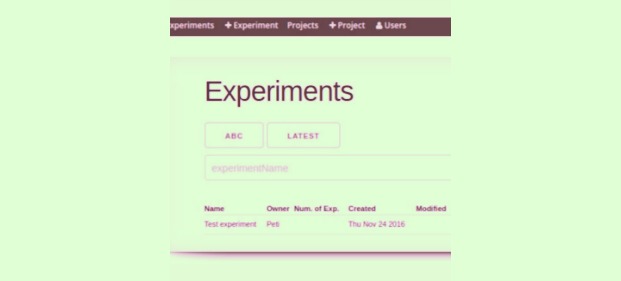 xperiments + Experiment Projects + Project Users
Experiments
ABC LATEST
experimentName
Name Owner Num. of Exp. Created Modified
Test experiment Peti Thu Nov 24 2016